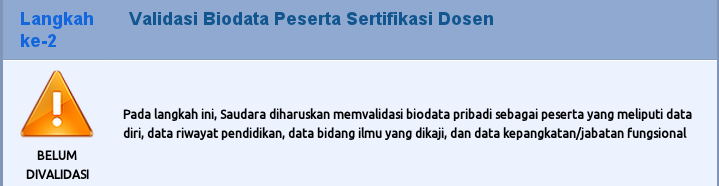 Langkah ke-2
Validasi Biodata Peserta Sertifikasi Dosen
BELUM
DIVALIDASI
Pada langkah ini, Saudara diharuskan memvalidasi biodata pribadi sebagai peserta yang meliputi data
diri, data riwayat pendidikan, data bidang ilmu yang dikaji, dan data kepangkatan/jabatan fungsional